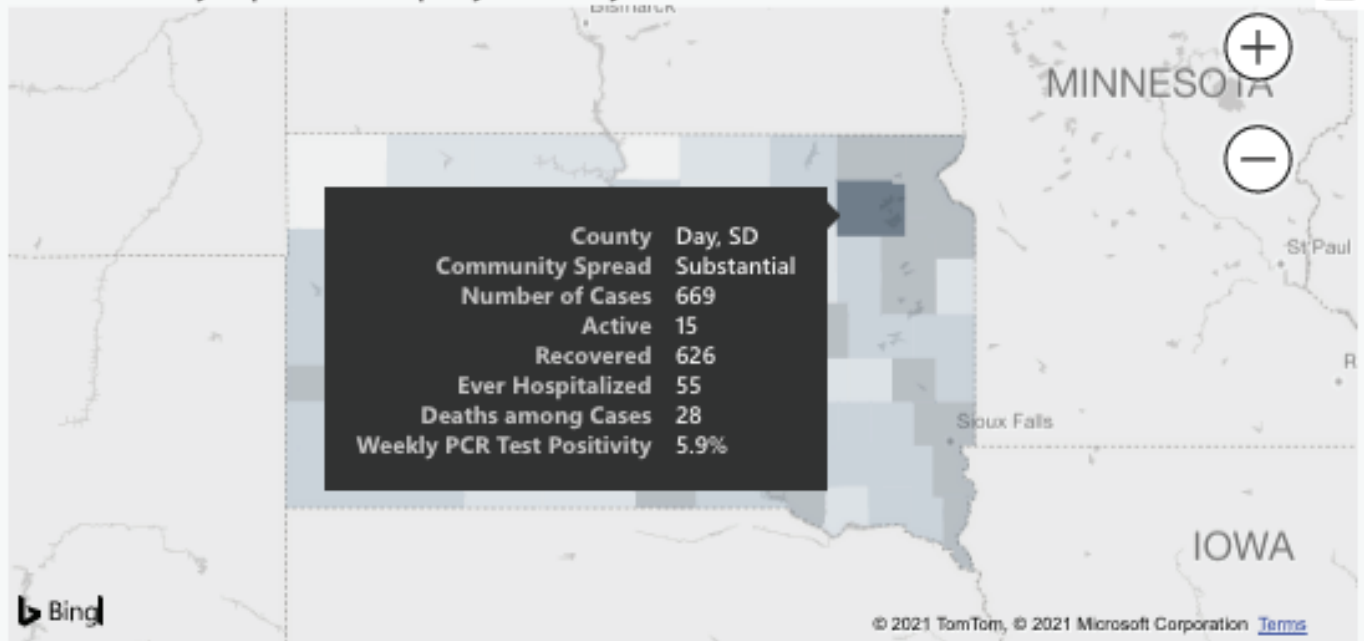 Bismarck
MINNESOTA
County Day, SD
Community Spread Substantial
Number of Cases 669
Active 15
Recovered 626
Ever Hospitalized 55
Deaths among Cases 28
Weekly PCR Test Positivity 5.9%
St Paul
R
Sioux Falls
IOWA
Bing
© 2021 TomTom, © 2021 Microsoft Corporation Terms